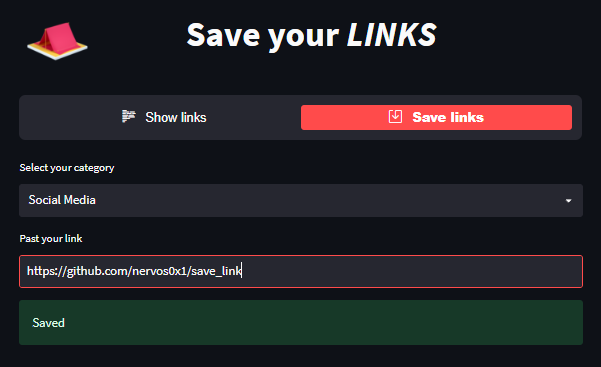 Save your LINKS
Show links
Save links
Select your category
Social Media
Past your link
https://github.com/nervos0x1/save_link
Saved